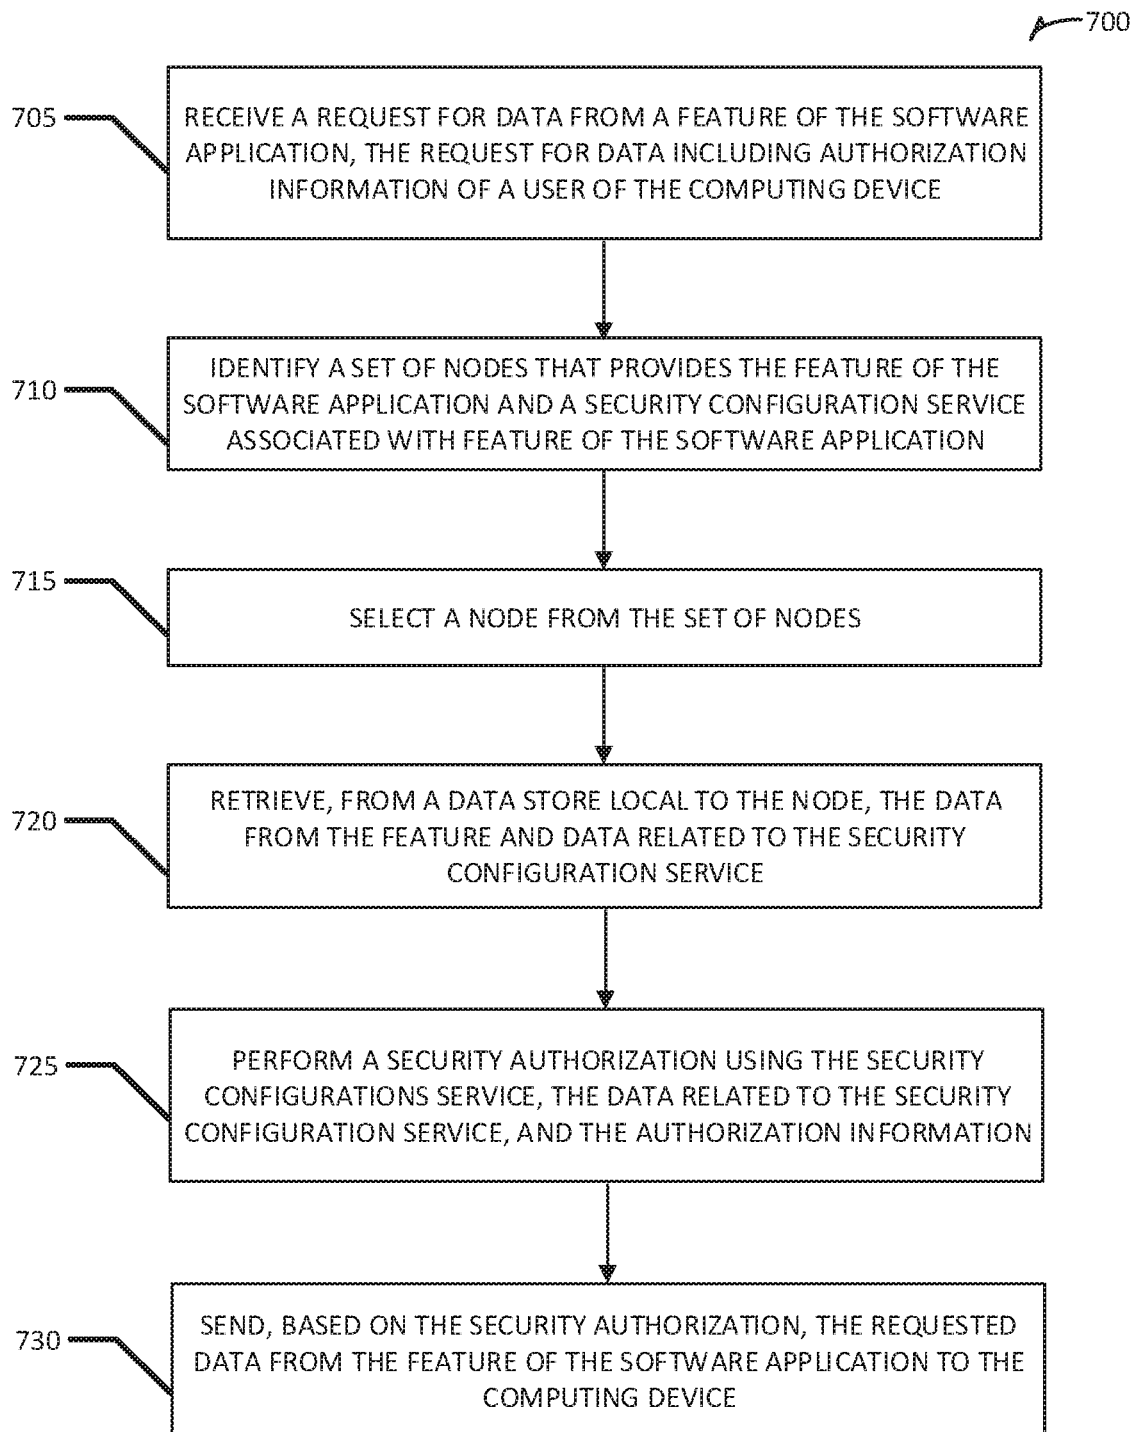 700
705
RECEIVE A REQUEST FOR DATA FROM A FEATURE OF THE SOFTWARE
APPLICATION, THE REQUEST FOR DATA INCLUDING AUTHORIZATION
INFORMATION OF A USER OF THE COMPUTING DEVICE
710
IDENTIFY A SET OF NODES THAT PROVIDES THE FEATURE OF THE
SOFTWARE APPLICATION AND A SECURITY CONFIGURATION SERVICE
ASSOCIATED WITH FEATURE OF THE SOFTWARE APPLICATION
715
SELECT A NODE FROM THE SET OF NODES
720
RETRIEVE, FROM A DATA STORE LOCAL TO THE NODE, THE DATA
FROM THE FEATURE AND DATA RELATED TO THE SECURITY
CONFIGURATION SERVICE
725
PERFORM A SECURITY AUTHORIZATION USING THE SECURITY
CONFIGURATIONS SERVICE, THE DATA RELATED TO THE SECURITY
CONFIGURATION SERVICE, AND THE AUTHORIZATION INFORMATION
730
SEND, BASED ON THE SECURITY AUTHORIZATION, THE REQUESTED
DATA FROM THE FEATURE OF THE SOFTWARE APPLICATION TO THE
COMPUTING DEVICE